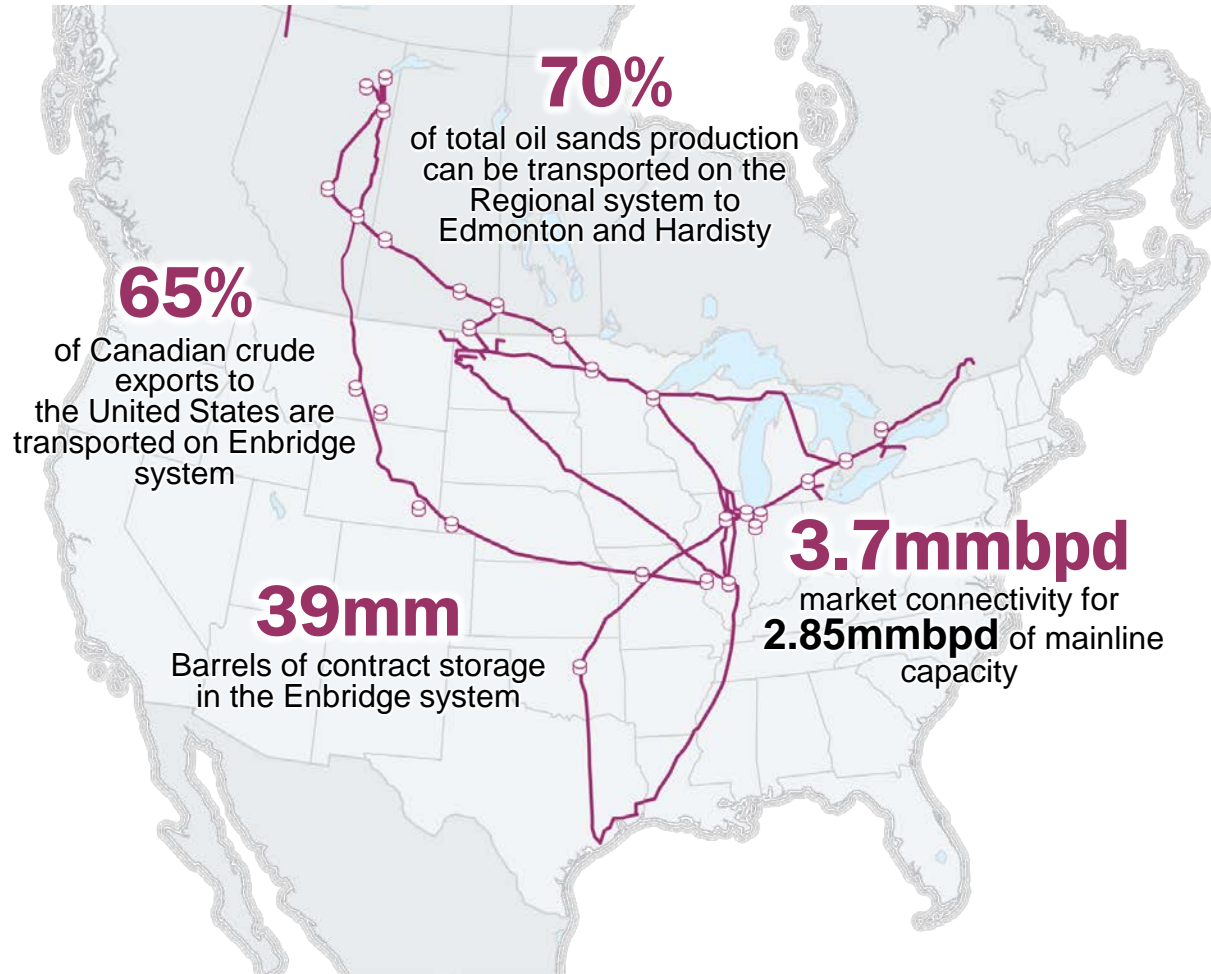 70%
of total oil sands production
can be transported on the
Regional system to
Edmonton and Hardisty
65%
of Canadian crude
exports to
the United States are
transported on Enbridge
system
39mm
Barrels of contract storage
in the Enbridge system
3.7mmbpd
market connectivity for
2.85mmbpd of mainline
capacity